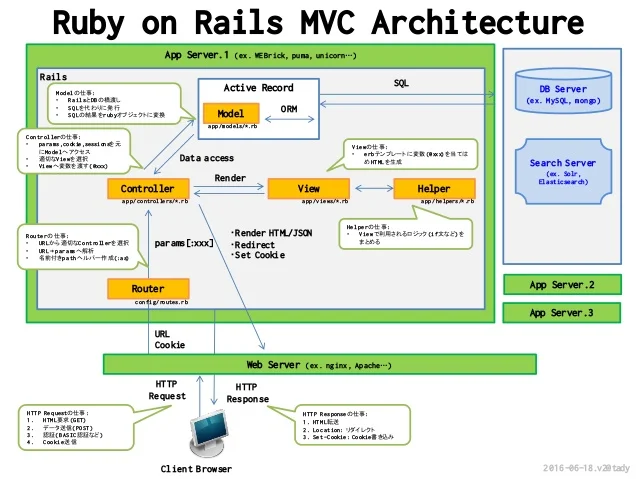 Ruby on Rails MVC Architecture
App Server.1 (ex. WEBrick, puma, unicorn…)
Rails
Modelの仕事:
• RailsとDBの橋渡し
• SQLを代わりに発行
• SQLの結果をrubyオブジェクトに変換
Active Record
Model
ORM
app/models/*.rb
SQL
DB Server
(ex. MySQL, mongo)
Controllerの仕事:
• params,cookie,sessionを元
にModelへアクセス
• 適切なViewを選択
• Viewへ変数を渡す(@xxx)
Data access
Viewの仕事:
• erbテンプレートに変数(@xxx)を当ては
めHTMLを生成
Search Server
(ex. Solr,
Elasticsearch)
Render
Controller
app/controllers/*.rb
View
app/views/*.rb
Helper
app/helpers/*.rb
Routerの仕事:
• URLから適切なControllerを選択
• URL→paramsへ解析
• 名前付きpathヘルパー作成(:as)
params[:xxx]
・Render HTML/JSON
・Redirect
・Set Cookie
Helperの仕事:
• Viewで利用されるロジック(if文など)を
まとめる
Router
config/routes.rb
App Server.2
App Server.3
URL
Cookie
Web Server (ex. nginx, Apache…)
HTTP
Request
HTTP
Response
HTTP Requestの仕事:
1. HTML要求(GET)
2. データ送信(POST)
3. 認証(BASIC認証など)
4. Cookie送信
HTTP Responseの仕事:
1. HTML転送
2. Location: リダイレクト
3. Set-Cookie: Cookie書き込み
Client Browser
2016-06-18.v2@tady